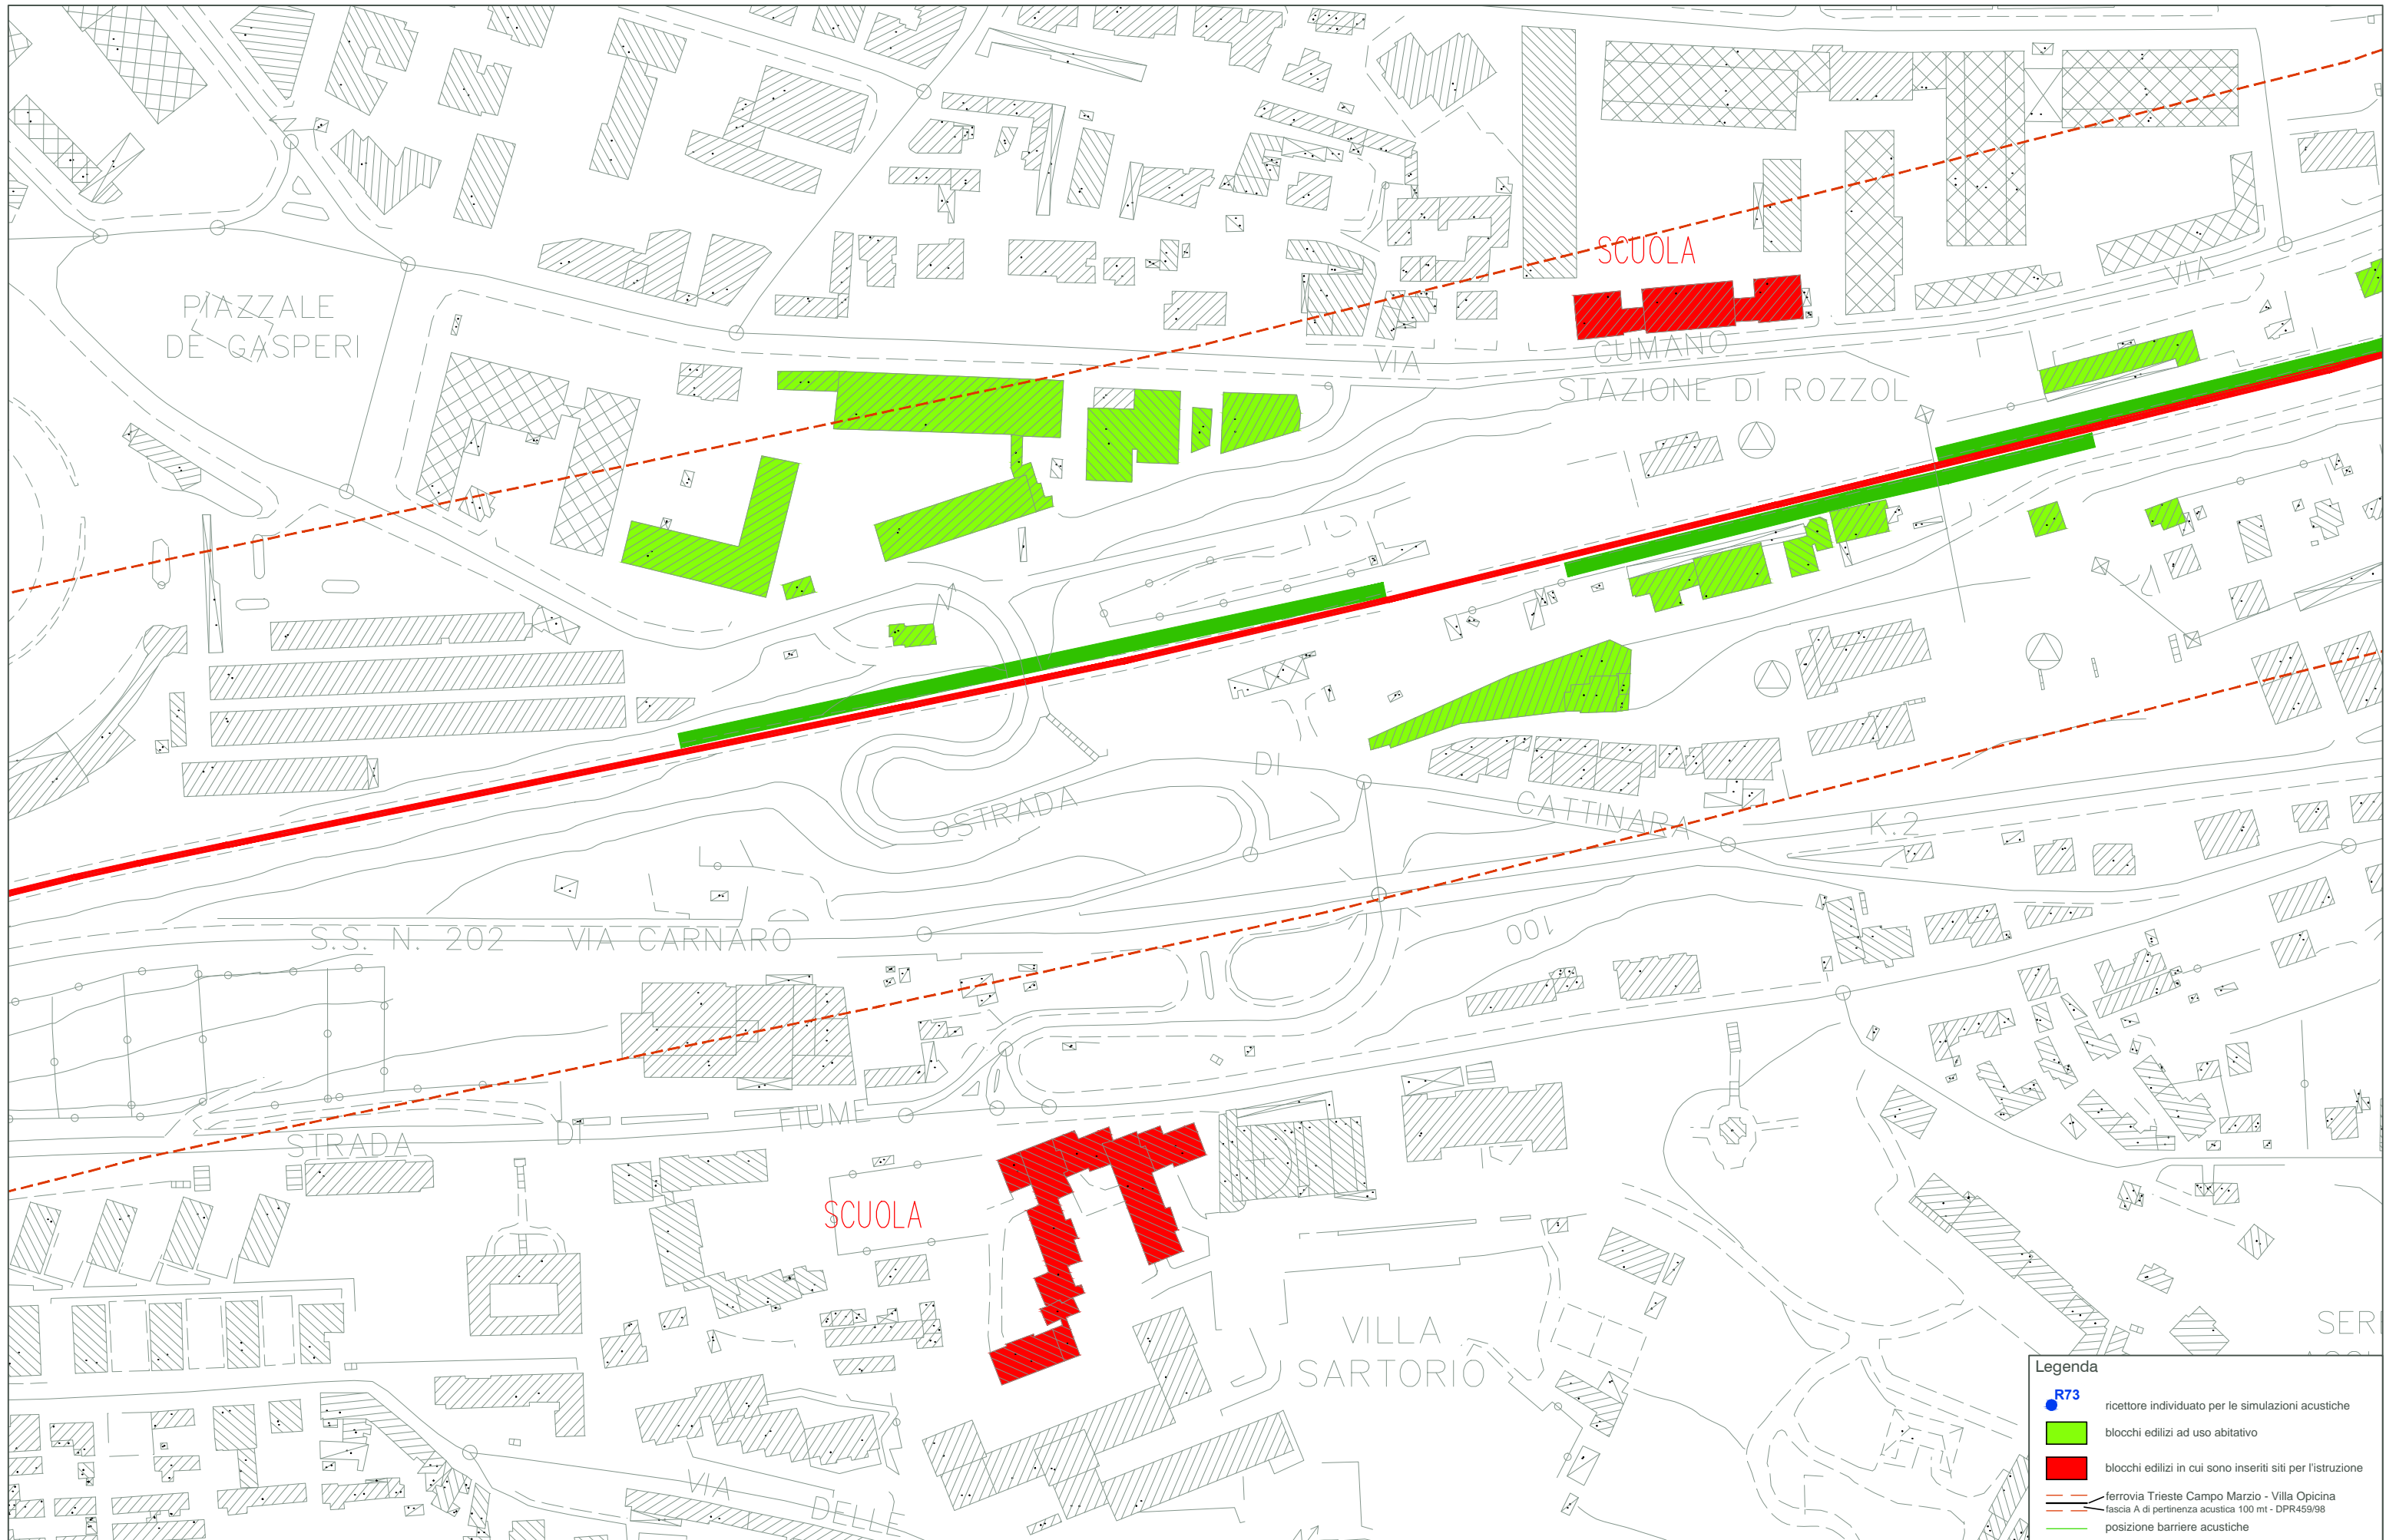 SCUOLA
VIA
PIAZZALE
DE GASPERI
VIA
CUMANO
STAZIONE DI ROZZOL
STRADA
DI
CATTINARA
K.2
S.S. N. 202
VIA CARNARO
100
STRADA
DI
FIUME
SCUOLA
VILLA
SARTORIO
VIA
DELLE
Legenda
R73
ricettore individuato per le simulazioni acustiche
blocchi edilizi ad uso abitativo
blocchi edilizi in cui sono inseriti siti per l'istruzione
ferrovia Trieste Campo Marzio - Villa Opicina
fascia A di pertinenza acustica 100 mt - DPR459/98
posizione barriere acustiche